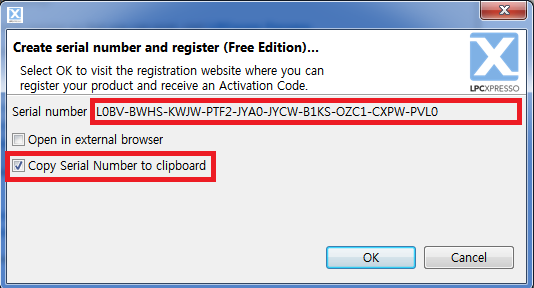 Create serial number and register (Free Edition)...
Select OK to visit the registration website where you can
register your product and receive an Activation Code.
LPCXPRESSO
Serial number L0BV-BWHS-KWJW-PTF2-JYA0-JYCW-B1KS-OZC1-CXPW-PVL0
Open in external browser
Copy Serial Number to clipboard
OK Cancel